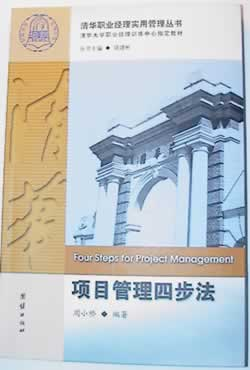 清华职业经理实用管理丛书
清华大学职业经理训练中心指定教材
清
华
Four Steps for Project Management
项目管理四步法
周小桥 ◆ 编著